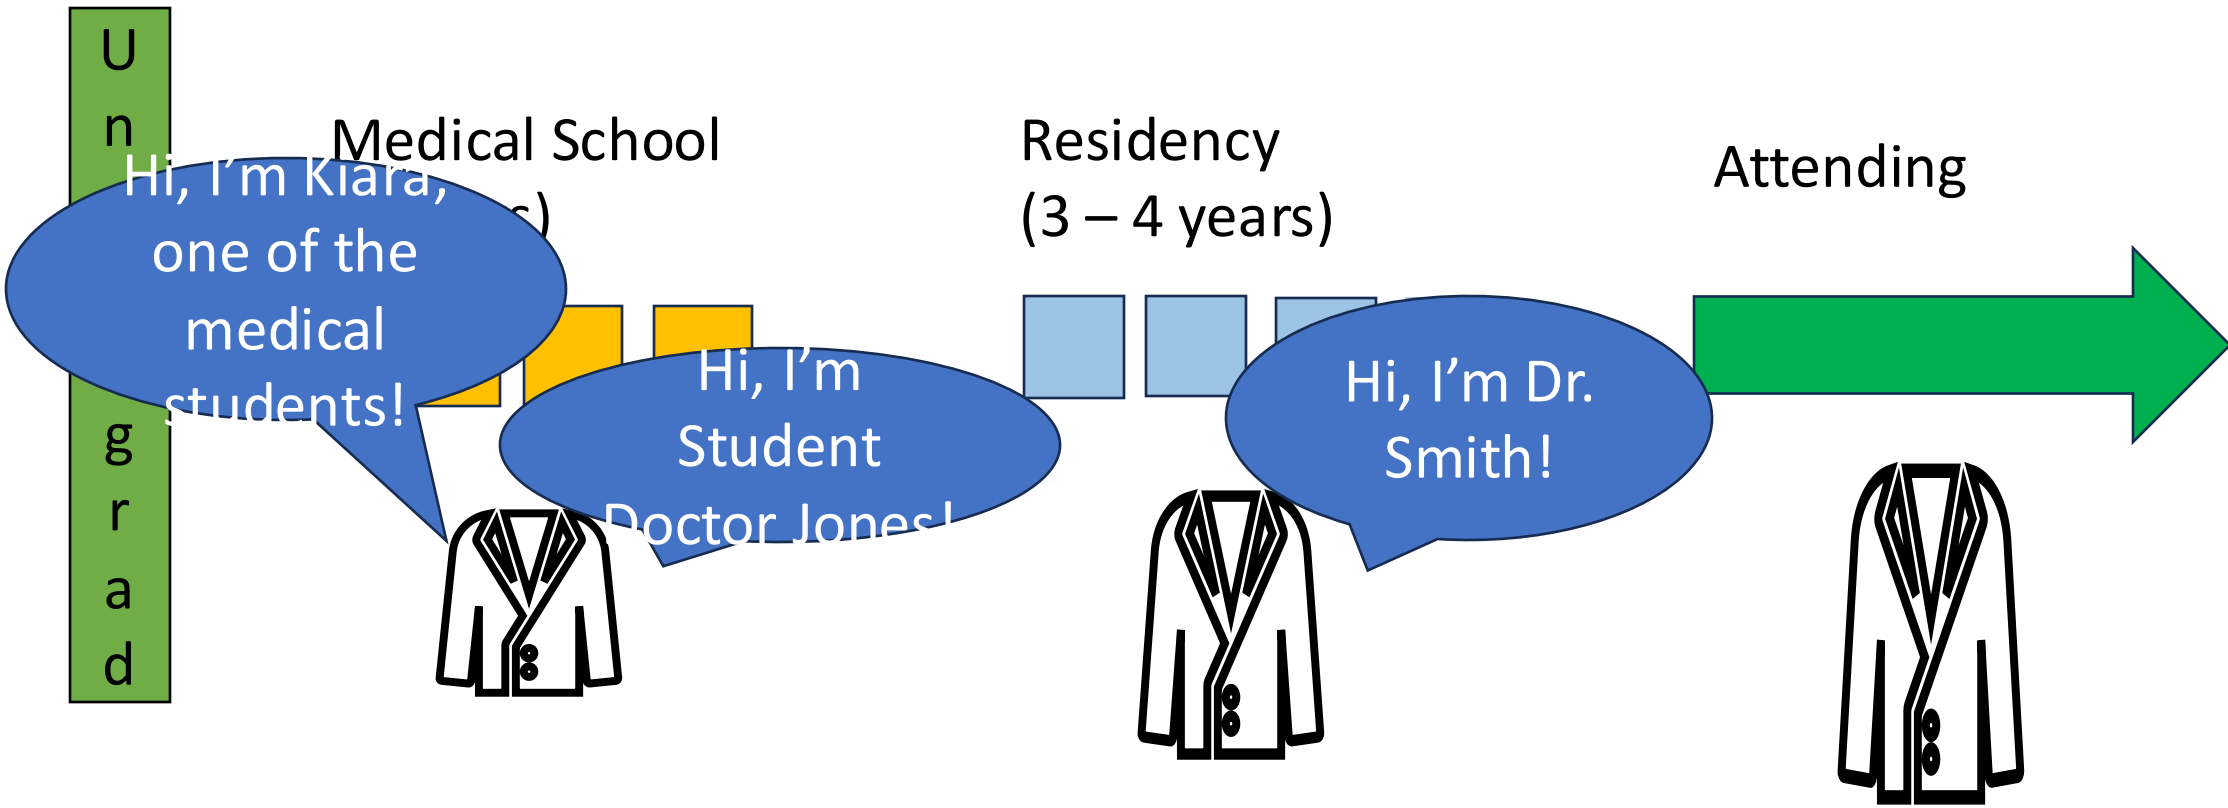 U
n
g
r
a
d
Medical School
s)
Hi, I’m Kiara,
one of the
medical
students!
Hi, I’m
Student
Doctor Jones!
Residency
(3 – 4 years)
Hi, I’m Dr.
Smith!
Attending